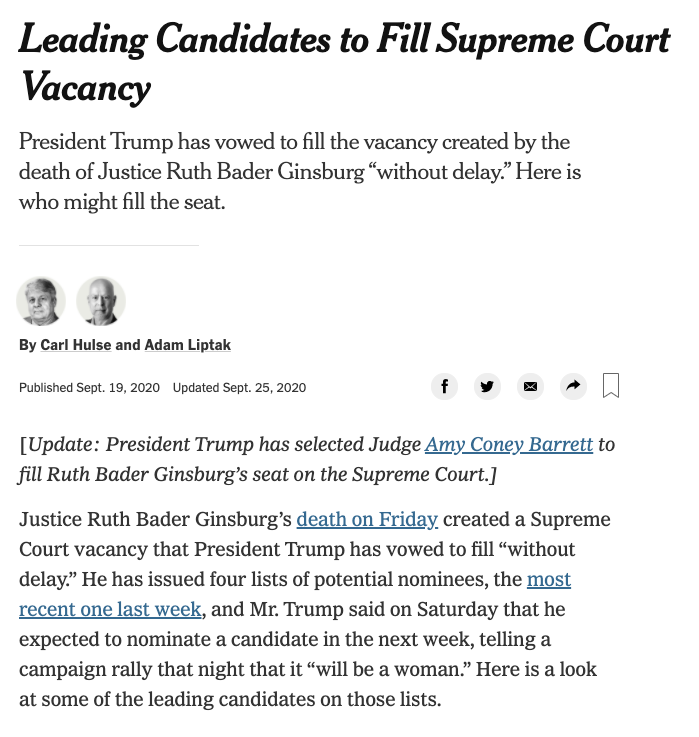 Leading Candidates to Fill Supreme Court
Vacancy
President Trump has vowed to fill the vacancy created by the
death of Justice Ruth Bader Ginsburg “without delay.” Here is
who might fill the seat.
By Carl Hulse and Adam Liptak
Published Sept. 19, 2020 Updated Sept. 25, 2020
[Update: President Trump has selected Judge Amy Coney Barrett to
fill Ruth Bader Ginsburg’s seat on the Supreme Court.]
Justice Ruth Bader Ginsburg’s death on Friday created a Supreme
Court vacancy that President Trump has vowed to fill “without
delay.” He has issued four lists of potential nominees, the most
recent one last week, and Mr. Trump said on Saturday that he
expected to nominate a candidate in the next week, telling a
campaign rally that night that it “will be a woman.” Here is a look
at some of the leading candidates on those lists.